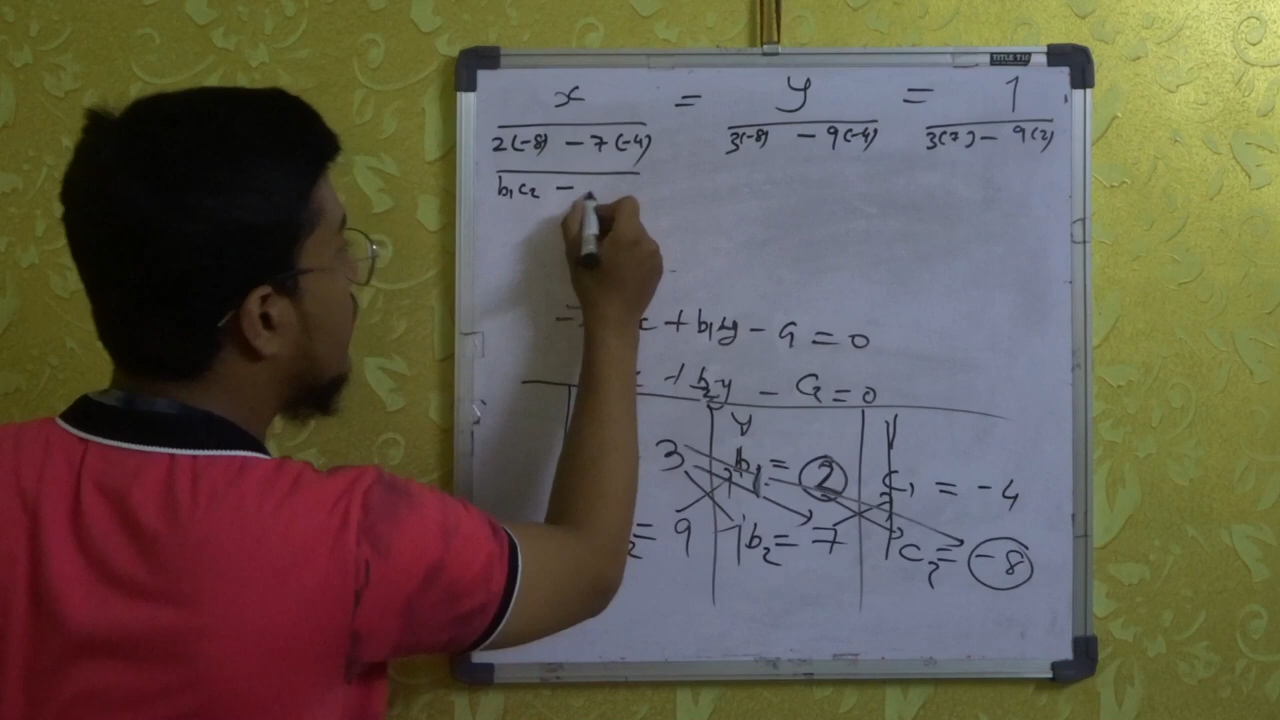 x = y = 1
2(-8) - 7(-4) 3(-8) - 9(-4) 3(7) - 9(2)
b₁c₂ -
+ b₁y - C₁ = 0
+ b₂y - C₂ = 0
y
3 b₁ = 2 C₁ = -4
₂ = 9 b₂ = 7 C₂ = -8